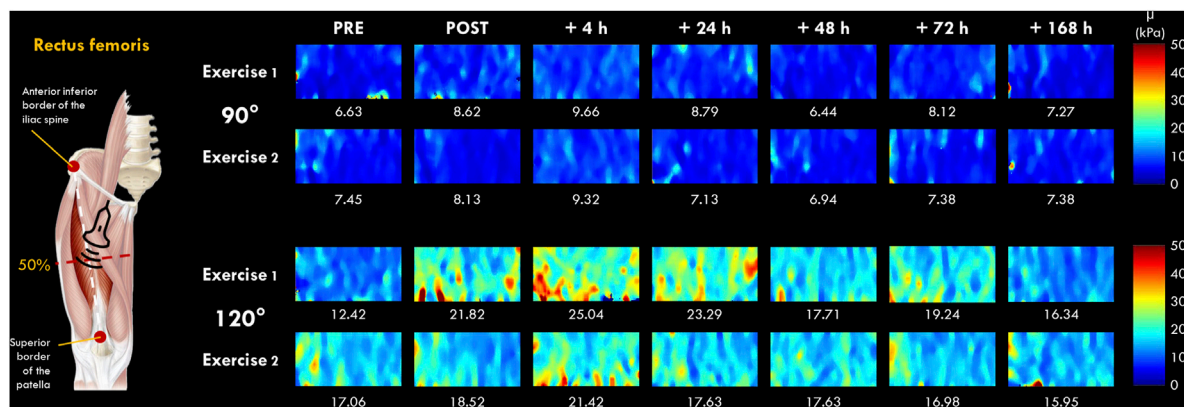 Rectus femoris
Anterior inferior
border of the
iliac spine
50%
Superior
border
of the
patella
PRE POST + 4 h + 24 h + 48 h + 72 h + 168 h
Exercise 1
90°
6.63 8.62 9.66 8.79 6.44 8.12 7.27
Exercise 2
7.45 8.13 9.32 7.13 6.94 7.38 7.38
Exercise 1
120°
12.42 21.82 25.04 23.29 17.71 19.24 16.34
Exercise 2
17.06 18.52 21.42 17.63 17.63 16.98 15.95
μ
(kPa)
50
40
30
20
10
0
50
40
30
20
10
0